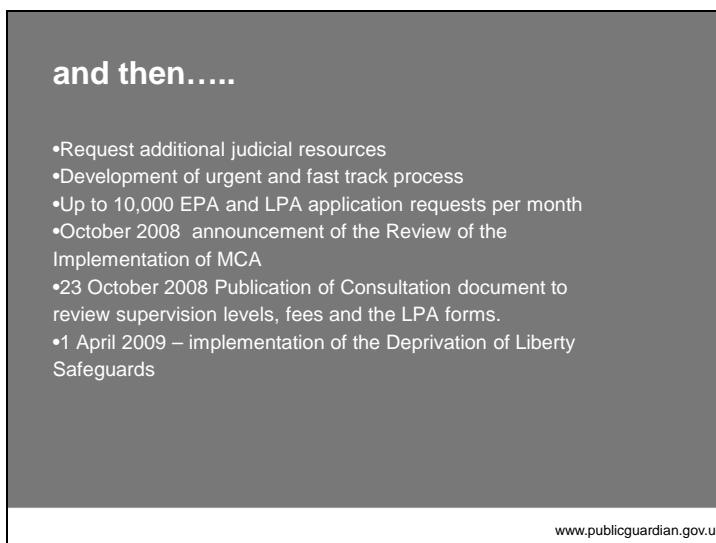 and then…..
•Request additional judicial resources
•Development of urgent and fast track process
•Up to 10,000 EPA and LPA application requests per month
•October 2008  announcement of the Review of the
Implementation of MCA
•23 October 2008 Publication of Consultation document to
review supervision levels, fees and the LPA forms.
•1 April 2009 – implementation of the Deprivation of Liberty
Safeguards
www.publicguardian.gov.u